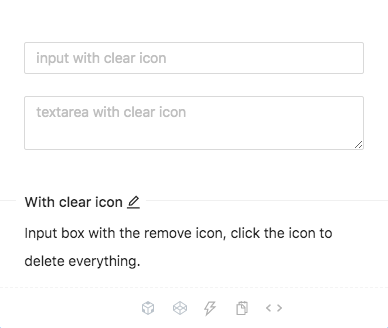 input with clear icon
textarea with clear icon
With clear icon
Input box with the remove icon, click the icon to
delete everything.